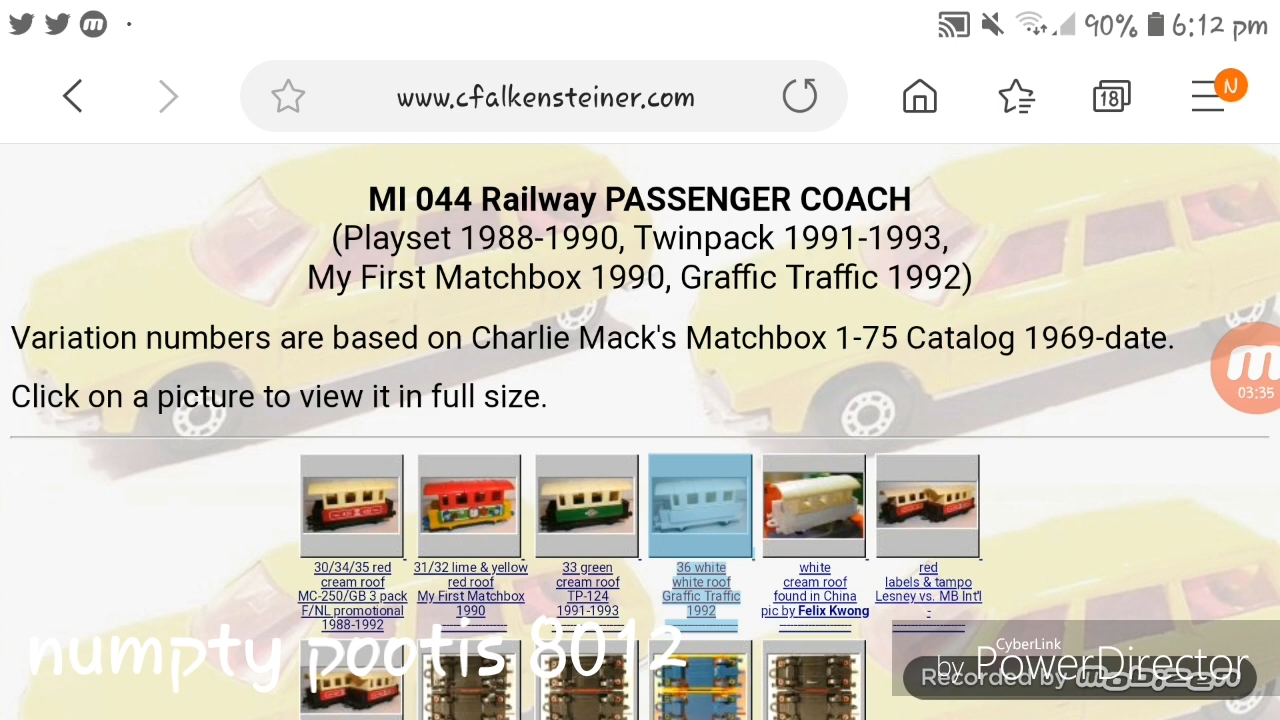 90% 6:12 pm
www.cfalkensteiner.com
18
N
MI 044 Railway PASSENGER COACH
(Playset 1988-1990, Twinpack 1991-1993,
My First Matchbox 1990, Graffic Traffic 1992)
Variation numbers are based on Charlie Mack's Matchbox 1-75 Catalog 1969-date.
03:35
Click on a picture to view it in full size.
30/34/35 red
cream roof
MC-250/GB 3 pack
F/NL promotional
1988-1992
31/32 lime & yellow
red roof
My First Matchbox
1990
33 green
cream roof
TP-124
1991-1993
36 white
white roof
Graffic Traffic
1992
white
cream roof
found in China
pic by Felix Kwong
red
labels & tampo
Lesney vs. MB Int'l
-
numpty pootis 8012
CyberLink
by PowerDirector
Recorded by